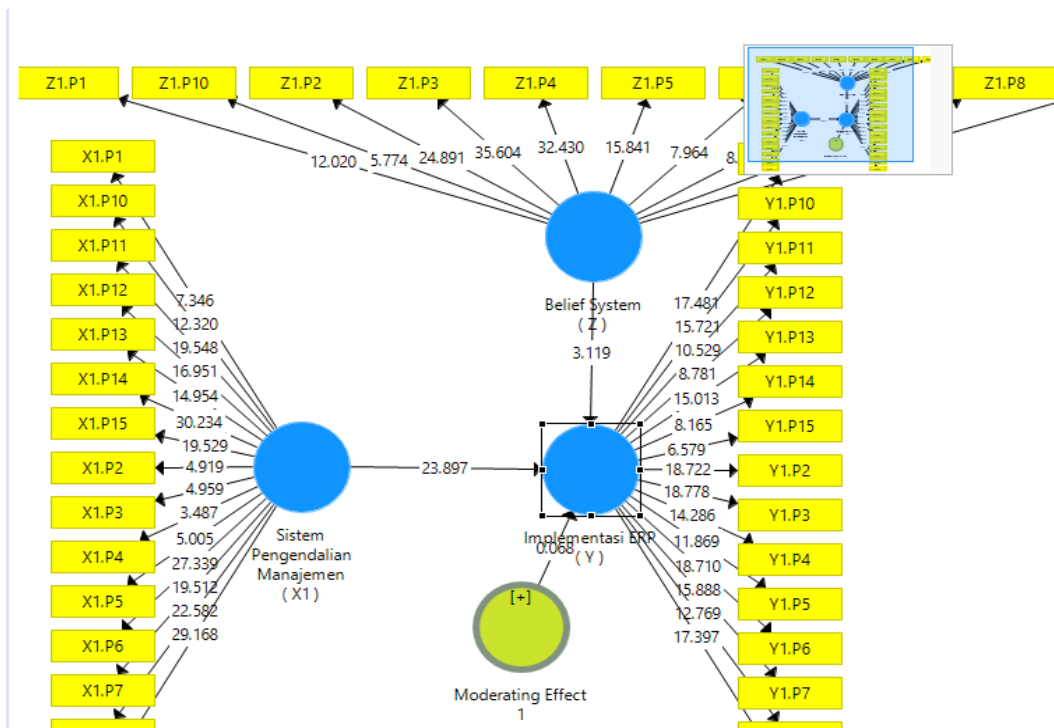 Z1.P1
Z1.P10
Z1.P2
Z1.P3
Z1.P4
Z1.P5
Z1.P8
12.020
5.774
24.891
35.604
32.430
15.841
7.964
8.
X1.P1
X1.P10
X1.P11
X1.P12
X1.P13
X1.P14
X1.P15
X1.P2
X1.P3
X1.P4
X1.P5
X1.P6
X1.P7
7.346
12.320
19.548
16.951
14.954
30.234
19.529
4.919
4.959
3.487
5.005
27.339
19.512
22.582
29.168
Sistem
Pengendalian
Manajemen
( X1 )
23.897
Belief System
( Z )
3.119
Implementasi ERP
( Y )
0.068
[+]
Moderating Effect
1
17.481
15.721
10.529
8.781
15.013
8.165
6.579
18.722
18.778
14.286
11.869
18.710
15.888
12.769
17.397
Y1.P10
Y1.P11
Y1.P12
Y1.P13
Y1.P14
Y1.P15
Y1.P2
Y1.P3
Y1.P4
Y1.P5
Y1.P6
Y1.P7